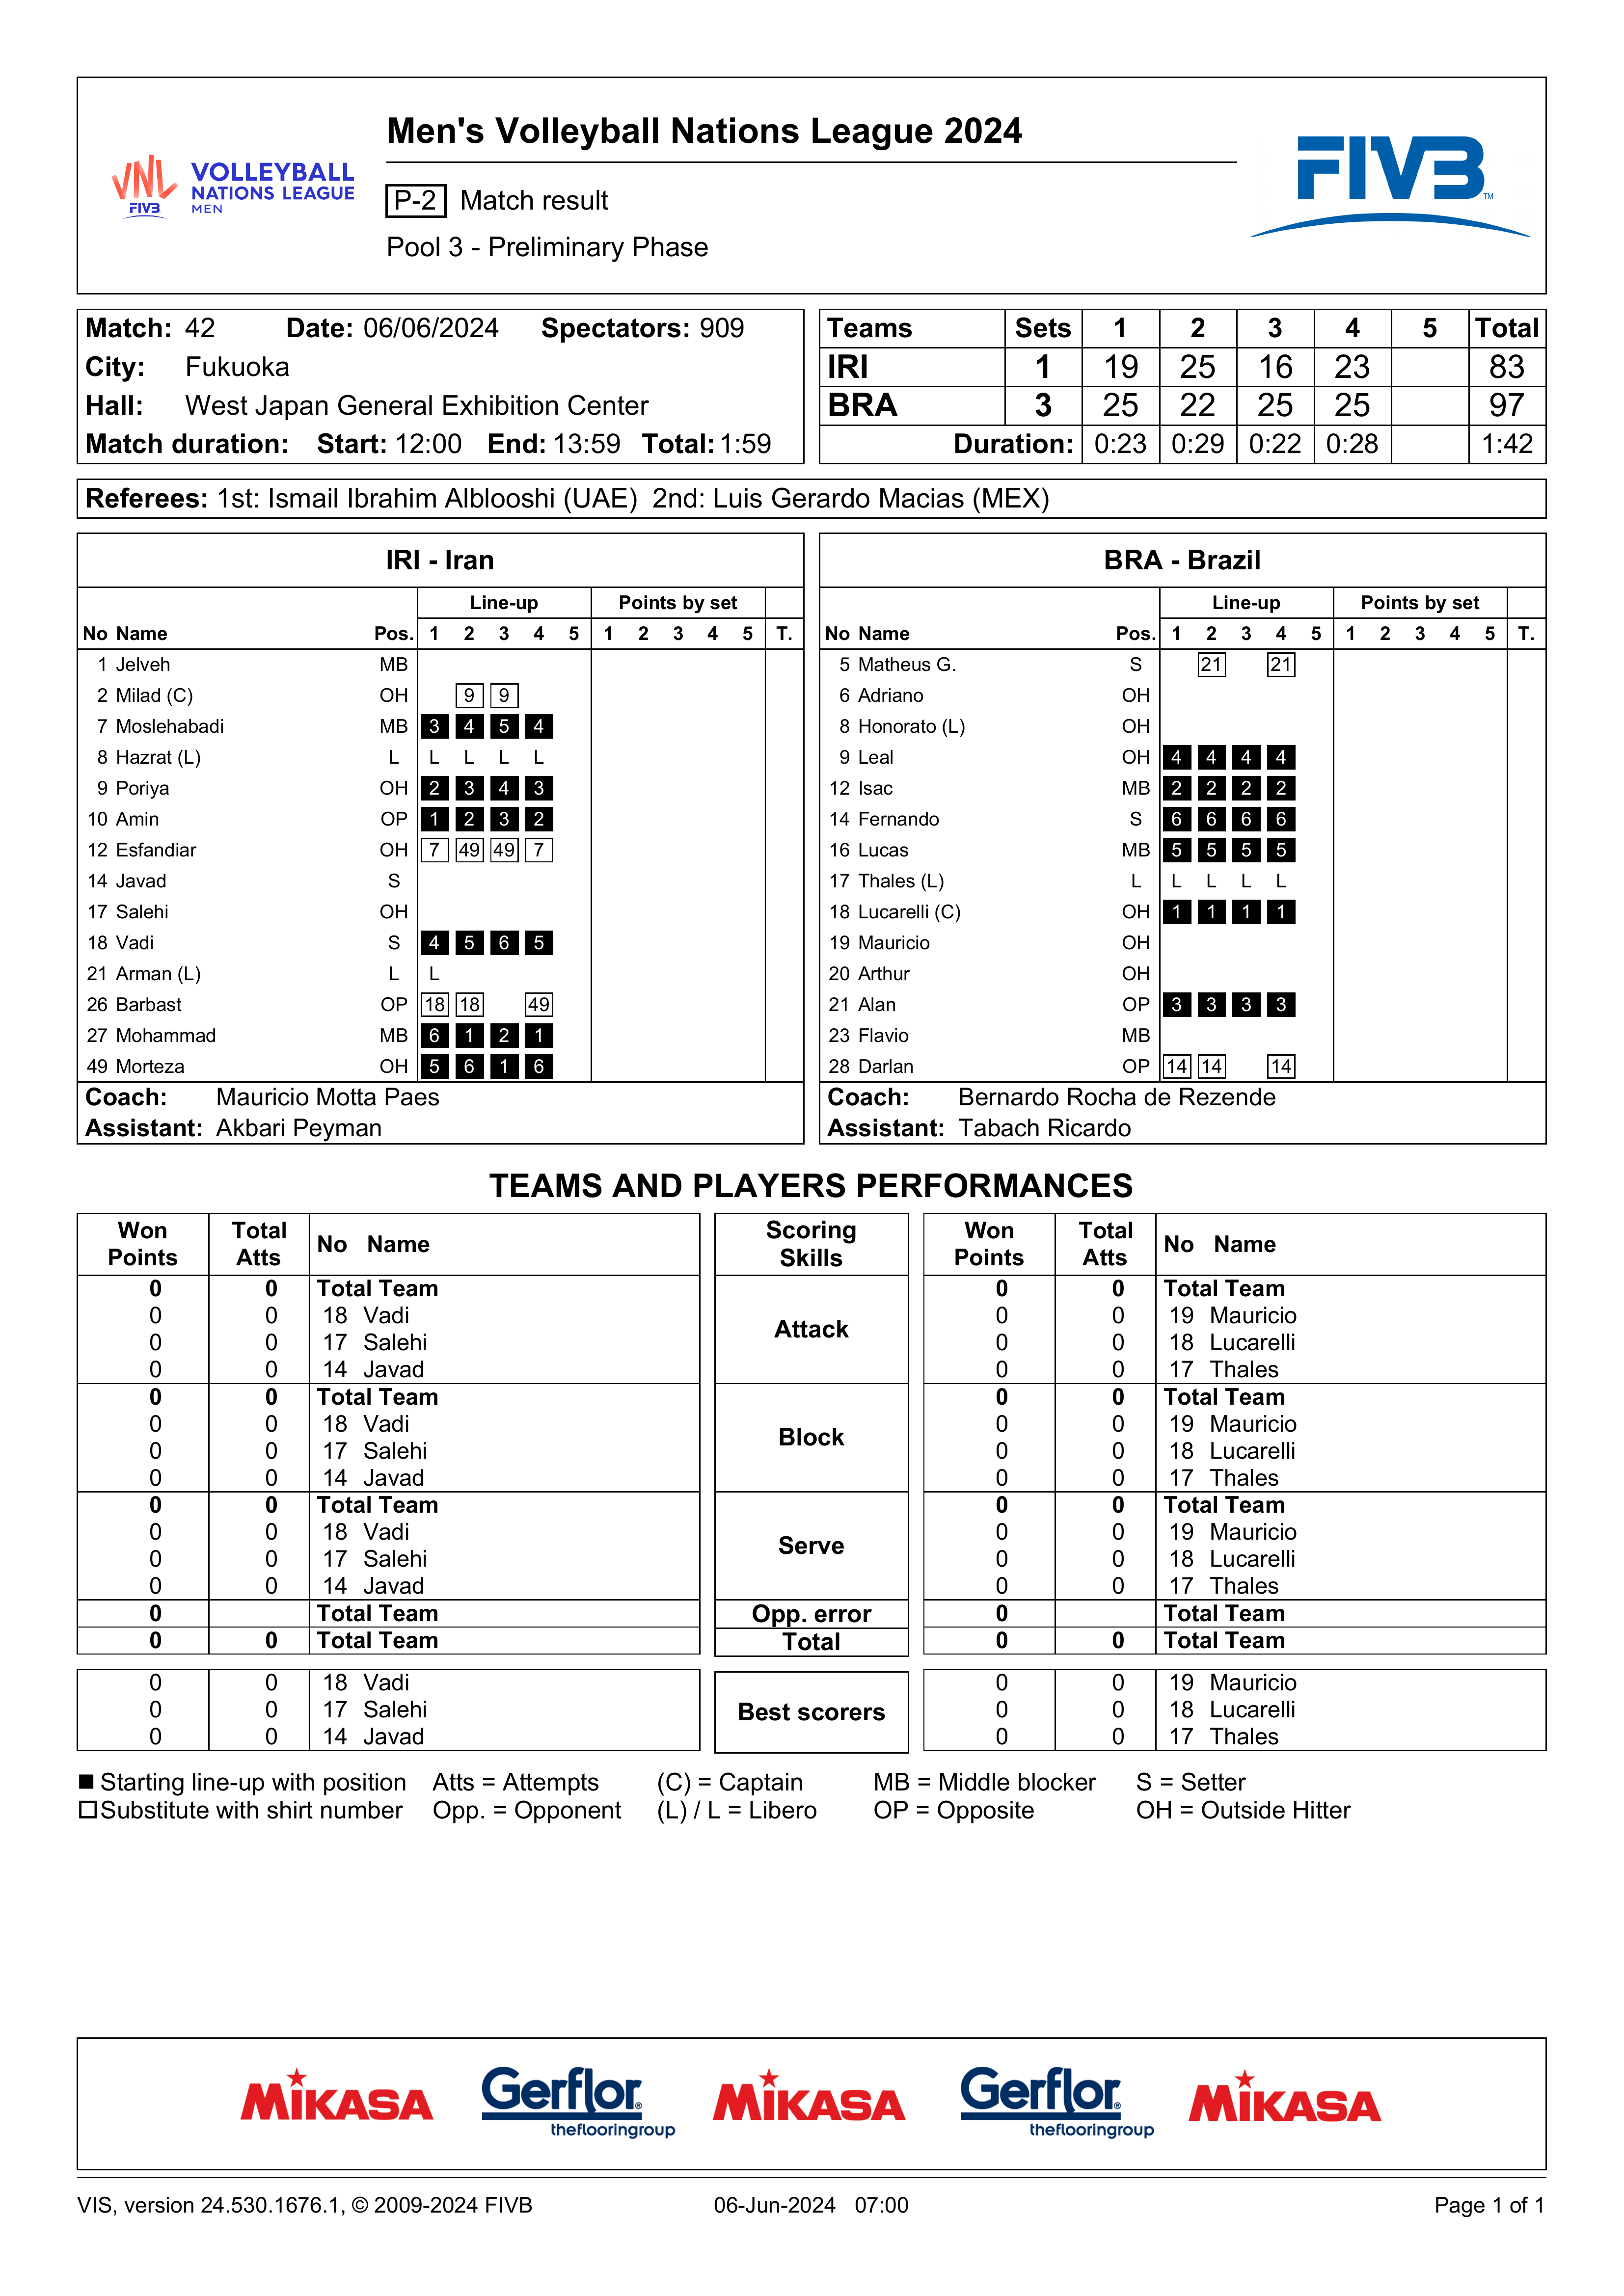 Men's Volleyball Nations League 2024
VNL FIVB VOLLEYBALL NATIONS LEAGUE MEN
P-2 Match result
Pool 3 - Preliminary Phase
FIVB TM
Match: 42 Date: 06/06/2024 Spectators: 909
City: Fukuoka
Hall: West Japan General Exhibition Center
Match duration: Start: 12:00 End: 13:59 Total: 1:59
Teams Sets 1 2 3 4 5 Total
IRI 1 19 25 16 23 83
BRA 3 25 22 25 25 97
Duration: 0:23 0:29 0:22 0:28 1:42
Referees: 1st: Ismail Ibrahim Alblooshi (UAE) 2nd: Luis Gerardo Macias (MEX)
IRI - Iran
Line-up Points by set
No Name Pos. 1 2 3 4 5 1 2 3 4 5 T.
1 Jelveh MB
2 Milad (C) OH 9 9
7 Moslehabadi MB 3 4 5 4
8 Hazrat (L) L L L L L
9 Poriya OH 2 3 4 3
10 Amin OP 1 2 3 2
12 Esfandiar OH 7 49 49 7
14 Javad S
17 Salehi OH
18 Vadi S 4 5 6 5
21 Arman (L) L L
26 Barbast OP 18 18 49
27 Mohammad MB 6 1 2 1
49 Morteza OH 5 6 1 6
Coach: Mauricio Motta Paes
Assistant: Akbari Peyman
BRA - Brazil
Line-up Points by set
No Name Pos. 1 2 3 4 5 1 2 3 4 5 T.
5 Matheus G. S 21 21
6 Adriano OH
8 Honorato (L) OH
9 Leal OH 4 4 4 4
12 Isac MB 2 2 2 2
14 Fernando S 6 6 6 6
16 Lucas MB 5 5 5 5
17 Thales (L) L L L L L
18 Lucarelli (C) OH 1 1 1 1
19 Mauricio OH
20 Arthur OH
21 Alan OP 3 3 3 3
23 Flavio MB
28 Darlan OP 14 14 14
Coach: Bernardo Rocha de Rezende
Assistant: Tabach Ricardo
TEAMS AND PLAYERS PERFORMANCES
Won Points Total Atts No Name Scoring Skills Won Points Total Atts No Name
0 0 Total Team Attack 0 0 Total Team
0 0 18 Vadi 0 0 19 Mauricio
0 0 17 Salehi 0 0 18 Lucarelli
0 0 14 Javad 0 0 17 Thales
0 0 Total Team Block 0 0 Total Team
0 0 18 Vadi 0 0 19 Mauricio
0 0 17 Salehi 0 0 18 Lucarelli
0 0 14 Javad 0 0 17 Thales
0 0 Total Team Serve 0 0 Total Team
0 0 18 Vadi 0 0 19 Mauricio
0 0 17 Salehi 0 0 18 Lucarelli
0 0 14 Javad 0 0 17 Thales
0 Total Team Opp. error 0 Total Team
0 0 Total Team Total 0 0 Total Team
0 0 18 Vadi Best scorers 0 0 19 Mauricio
0 0 17 Salehi 0 0 18 Lucarelli
0 0 14 Javad 0 0 17 Thales
Starting line-up with position Atts = Attempts (C) = Captain MB = Middle blocker S = Setter
Substitute with shirt number Opp. = Opponent (L) / L = Libero OP = Opposite OH = Outside Hitter
MIKASA Gerflor® theflooringgroup MIKASA Gerflor® theflooringgroup MIKASA
VIS, version 24.530.1676.1, © 2009-2024 FIVB 06-Jun-2024 07:00 Page 1 of 1